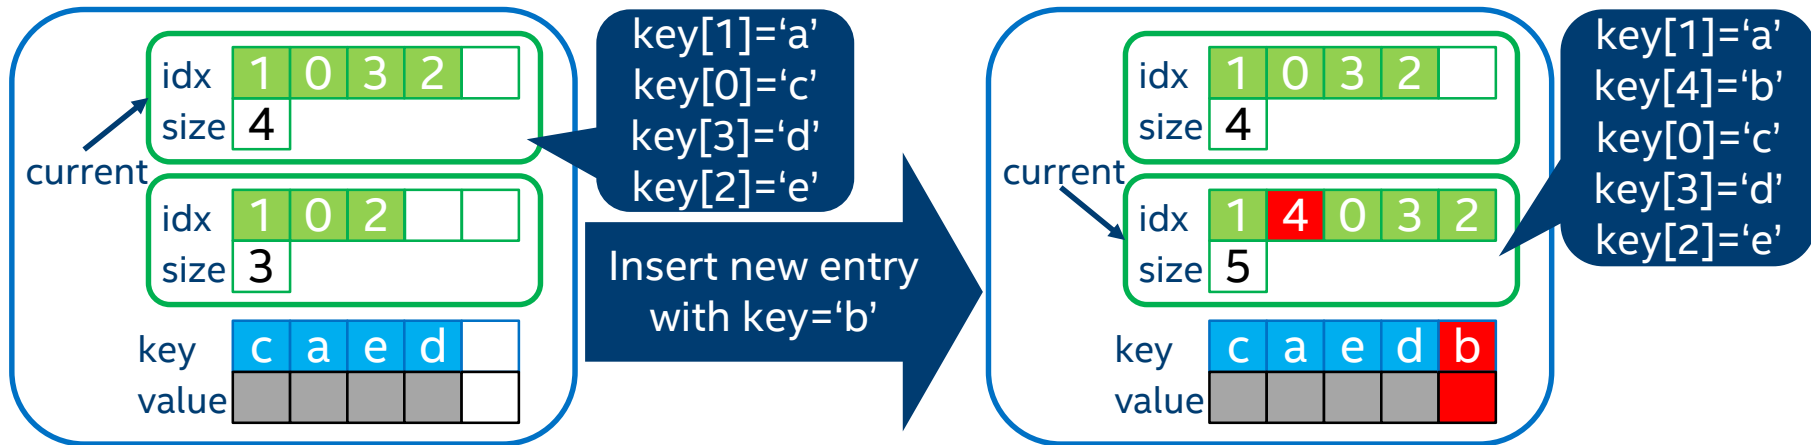 idx 1 0 3 2
size 4
current
idx 1 0 2
size 3
key c a e d
value
key[1]=‘a’
key[0]=‘c’
key[3]=‘d’
key[2]=‘e’
Insert new entry
with key=‘b’
idx 1 0 3 2
size 4
current
idx 1 4 0 3 2
size 5
key c a e d b
value
key[1]=‘a’
key[4]=‘b’
key[0]=‘c’
key[3]=‘d’
key[2]=‘e’